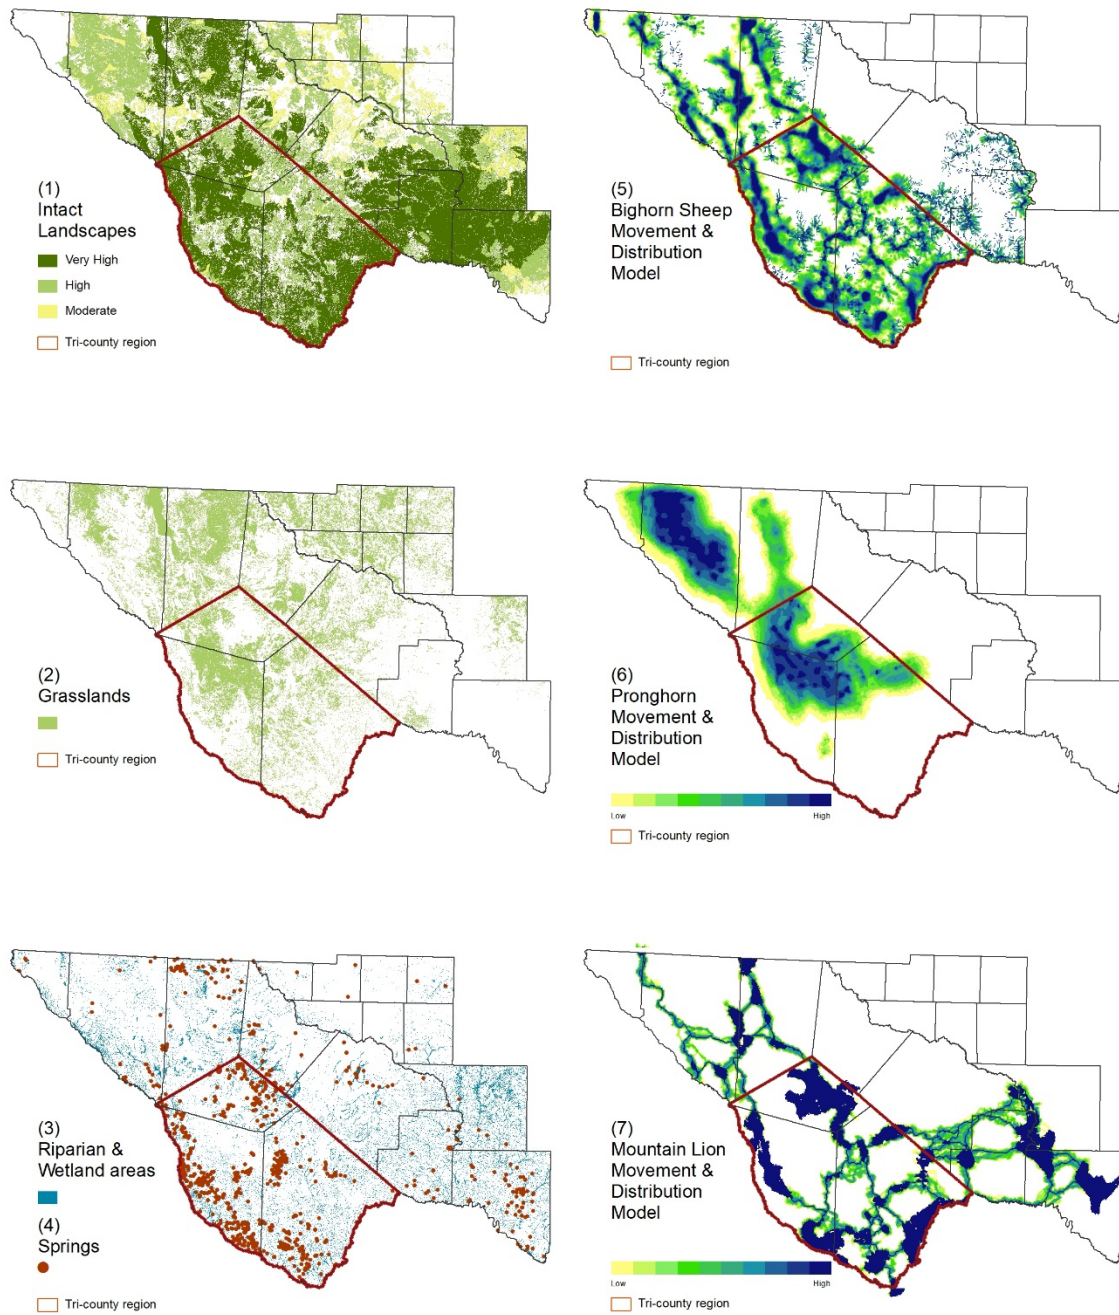 (1)
Intact
Landscapes
Very High
High
Moderate
Tri-county region
(5)
Bighorn Sheep
Movement &
Distribution
Model
Tri-county region
(2)
Grasslands
Tri-county region
(6)
Pronghorn
Movement &
Distribution
Model
Low High
Tri-county region
(3)
Riparian &
Wetland areas
(4)
Springs
Tri-county region
(7)
Mountain Lion
Movement &
Distribution
Model
Low High
Tri-county region